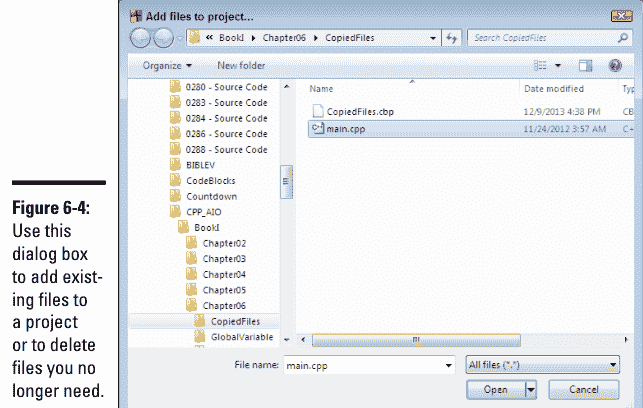 Add files to project...
« BookI ▸ Chapter06 ▸ CopiedFiles
Search CopiedFiles
Organize ▼ New folder
Name Date modified Typ
0280 - Source Code
0283 - Source Code
0284 - Source Code
0286 - Source Code
0288 - Source Code
BIBLEV
CodeBlocks
Countdown
CPP_AIO
BookI
Chapter02
Chapter03
Chapter04
Chapter05
Chapter06
CopiedFiles
GlobalVariable
CopiedFiles.cbp 12/9/2013 4:38 PM CB
main.cpp 11/24/2012 3:57 AM C+
File name: main.cpp All files (*.*)
Open Cancel
Figure 6-4:
Use this
dialog box
to add exist-
ing files to
a project
or to delete
files you no
longer need.